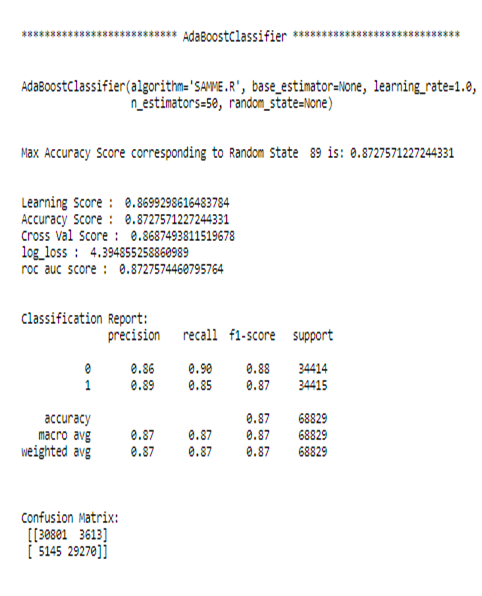 *************************** AdaBoostClassifier *****************************
AdaBoostClassifier(algorithm='SAMME.R', base_estimator=None, learning_rate=1.0,
n_estimators=50, random_state=None)
Max Accuracy Score corresponding to Random State  89 is: 0.8727571227244331
Learning Score :  0.8699298616483784
Accuracy Score :  0.8727571227244331
Cross Val Score :  0.8687493811519678
log_loss :  4.394855258860989
roc auc score :  0.8727574460795764
Classification Report:
precision    recall  f1-score   support
0       0.86      0.90      0.88     34414
1       0.89      0.85      0.87     34415
accuracy                           0.87     68829
macro avg       0.87      0.87      0.87     68829
weighted avg       0.87      0.87      0.87     68829
Confusion Matrix:
[[30801  3613]
[ 5145 29270]]